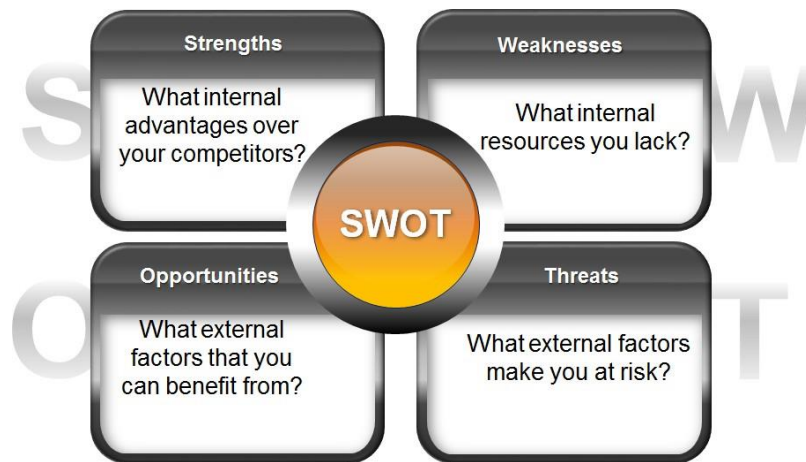 S
Strengths
What internal
advantages over
your competitors?
W
Weaknesses
What internal
resources you lack?
SWOT
O
Opportunities
What external
factors that you
can benefit from?
T
Threats
What external factors
make you at risk?